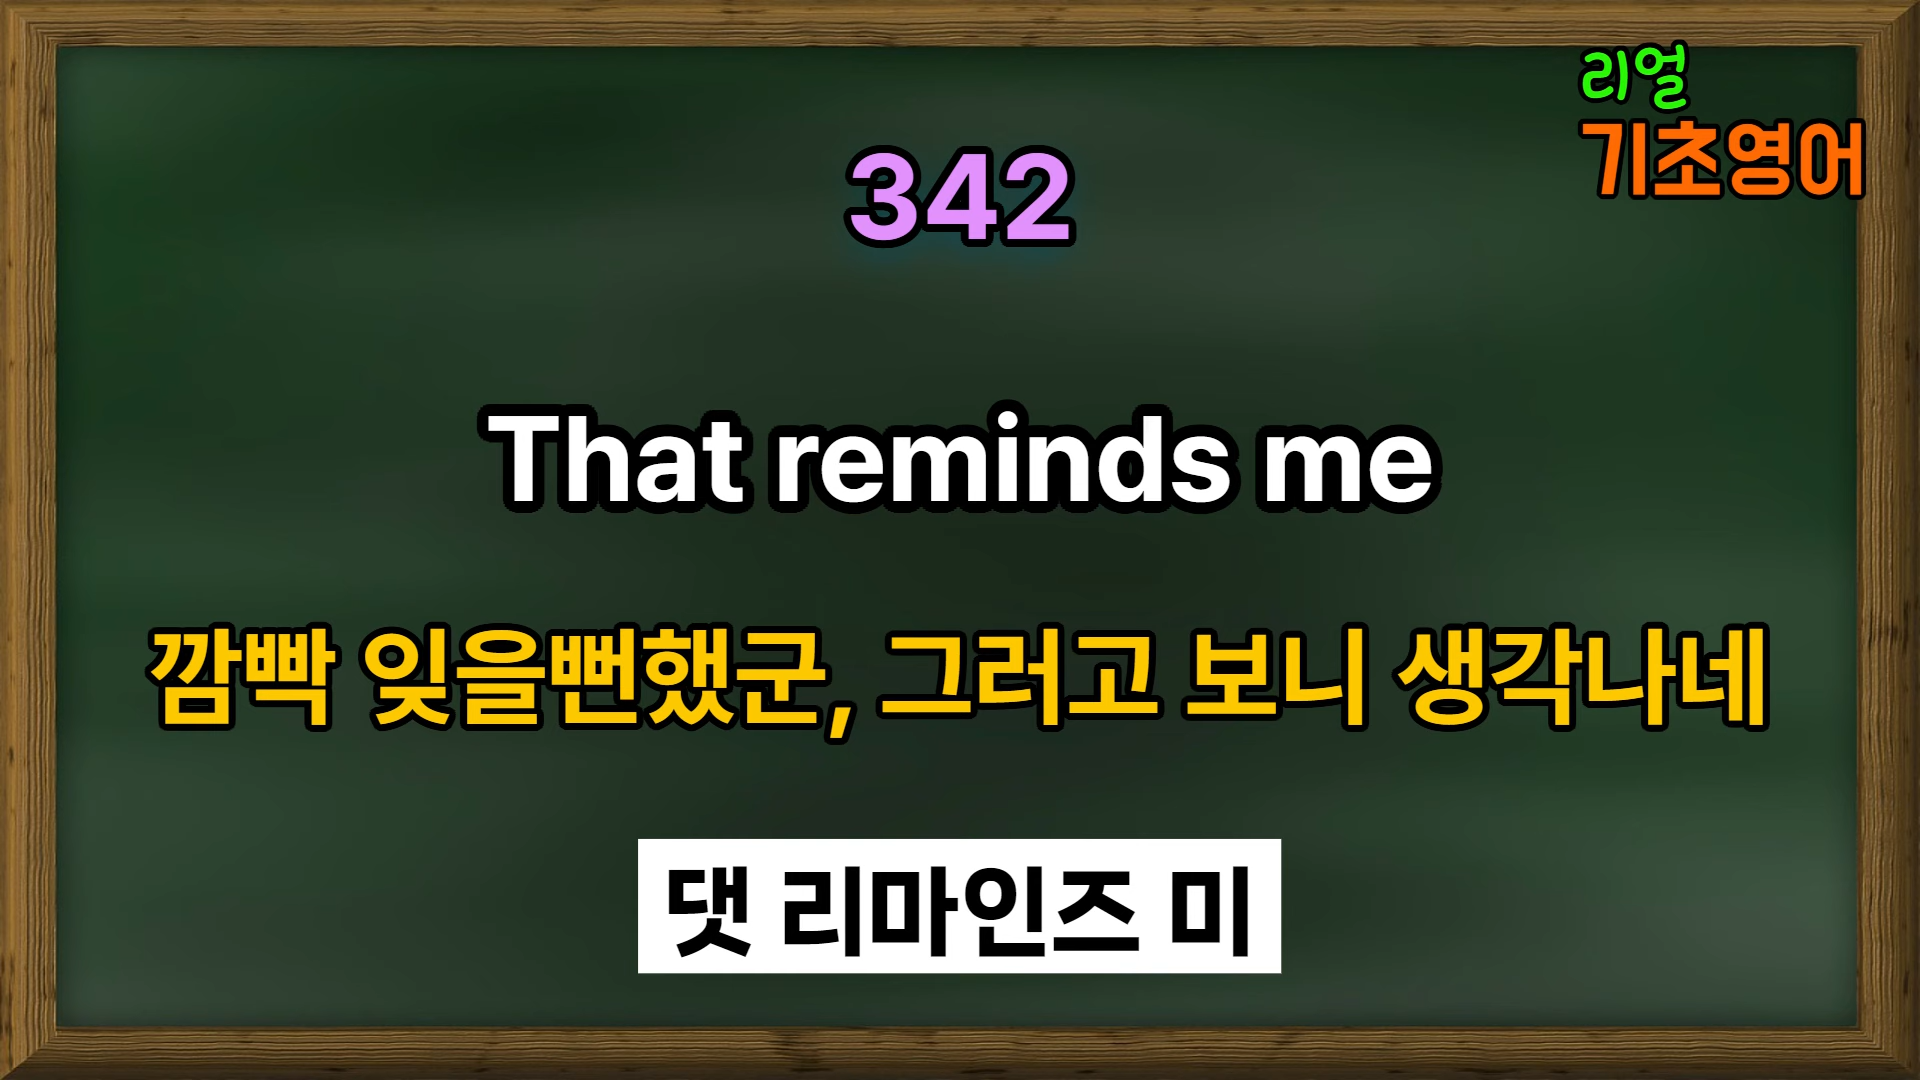 리얼
기초영어
342
That reminds me
깜빡 잊을뻔했군, 그러고 보니 생각나네
댓 리마인즈 미